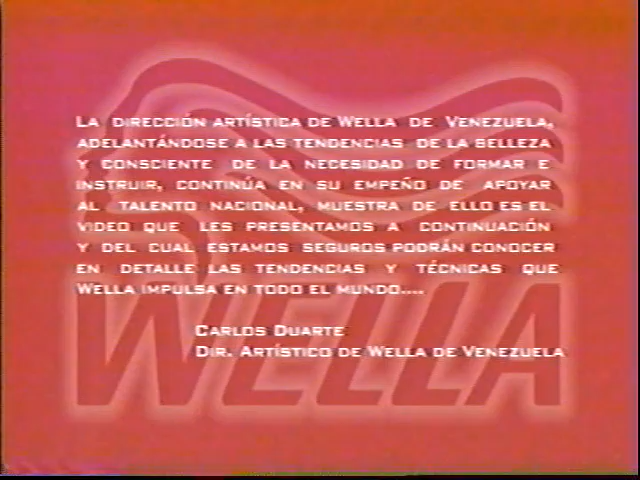 LA DIRECCIÓN ARTÍSTICA DE WELLA DE VENEZUELA,
ADELANTÁNDOSE A LAS TENDENCIAS DE LA BELLEZA
Y CONSCIENTE DE LA NECESIDAD DE FORMAR E
INSTRUIR, CONTINÚA EN SU EMPEÑO DE APOYAR
AL TALENTO NACIONAL, MUESTRA DE ELLO ES EL
VIDEO QUE LES PRESENTAMOS A CONTINUACIÓN
Y DEL CUAL ESTAMOS SEGUROS PODRÁN CONOCER
EN DETALLE LAS TENDENCIAS Y TÉCNICAS QUE
WELLA IMPULSA EN TODO EL MUNDO....
CARLOS DUARTE
DIR. ARTÍSTICO DE WELLA DE VENEZUELA
WELLA